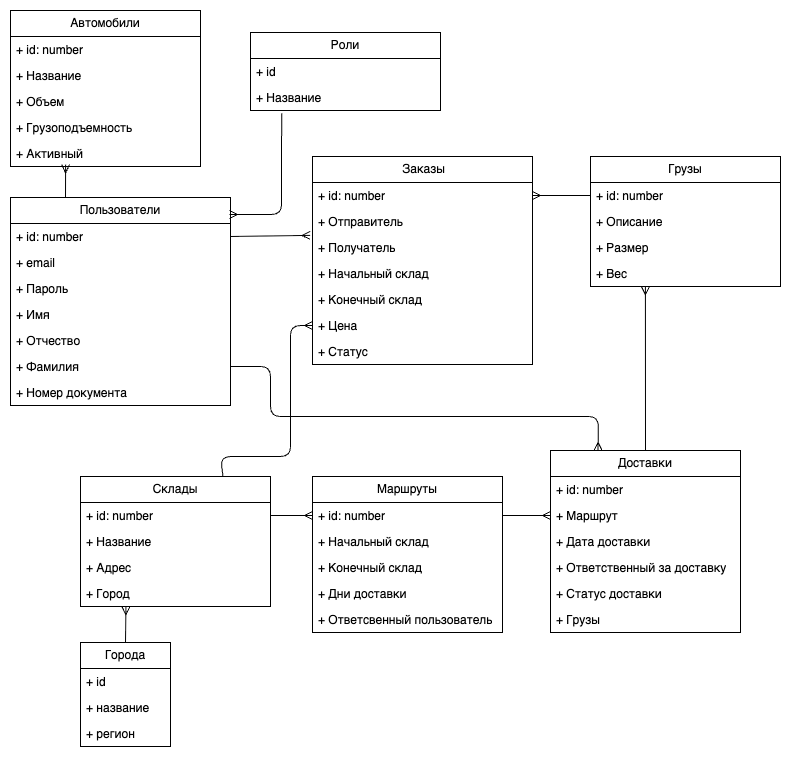 Автомобили
+ id: number
+ Название
+ Объем
+ Грузоподъемность
+ Активный
Роли
+ id
+ Название
Пользователи
+ id: number
+ email
+ Пароль
+ Имя
+ Отчество
+ Фамилия
+ Номер документа
Заказы
+ id: number
+ Отправитель
+ Получатель
+ Начальный склад
+ Конечный склад
+ Цена
+ Статус
Грузы
+ id: number
+ Описание
+ Размер
+ Вес
Склады
+ id: number
+ Название
+ Адрес
+ Город
Маршруты
+ id: number
+ Начальный склад
+ Конечный склад
+ Дни доставки
+ Ответсвенный пользователь
Доставки
+ id: number
+ Маршрут
+ Дата доставки
+ Ответственный за доставку
+ Статус доставки
+ Грузы
Города
+ id
+ название
+ регион